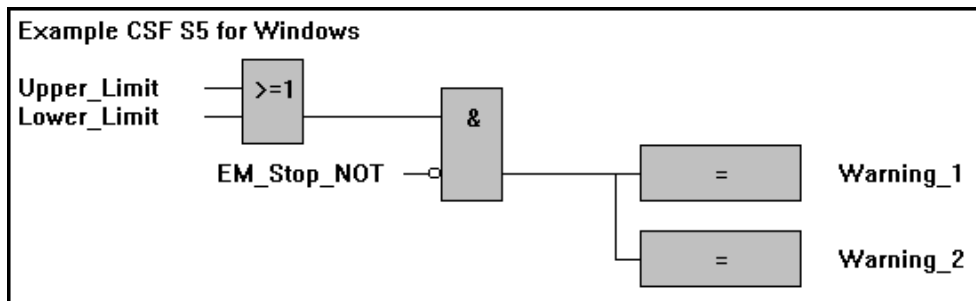 Example CSF S5 for Windows
Upper_Limit
>=1
Lower_Limit
&
EM_Stop_NOT
= Warning_1
= Warning_2